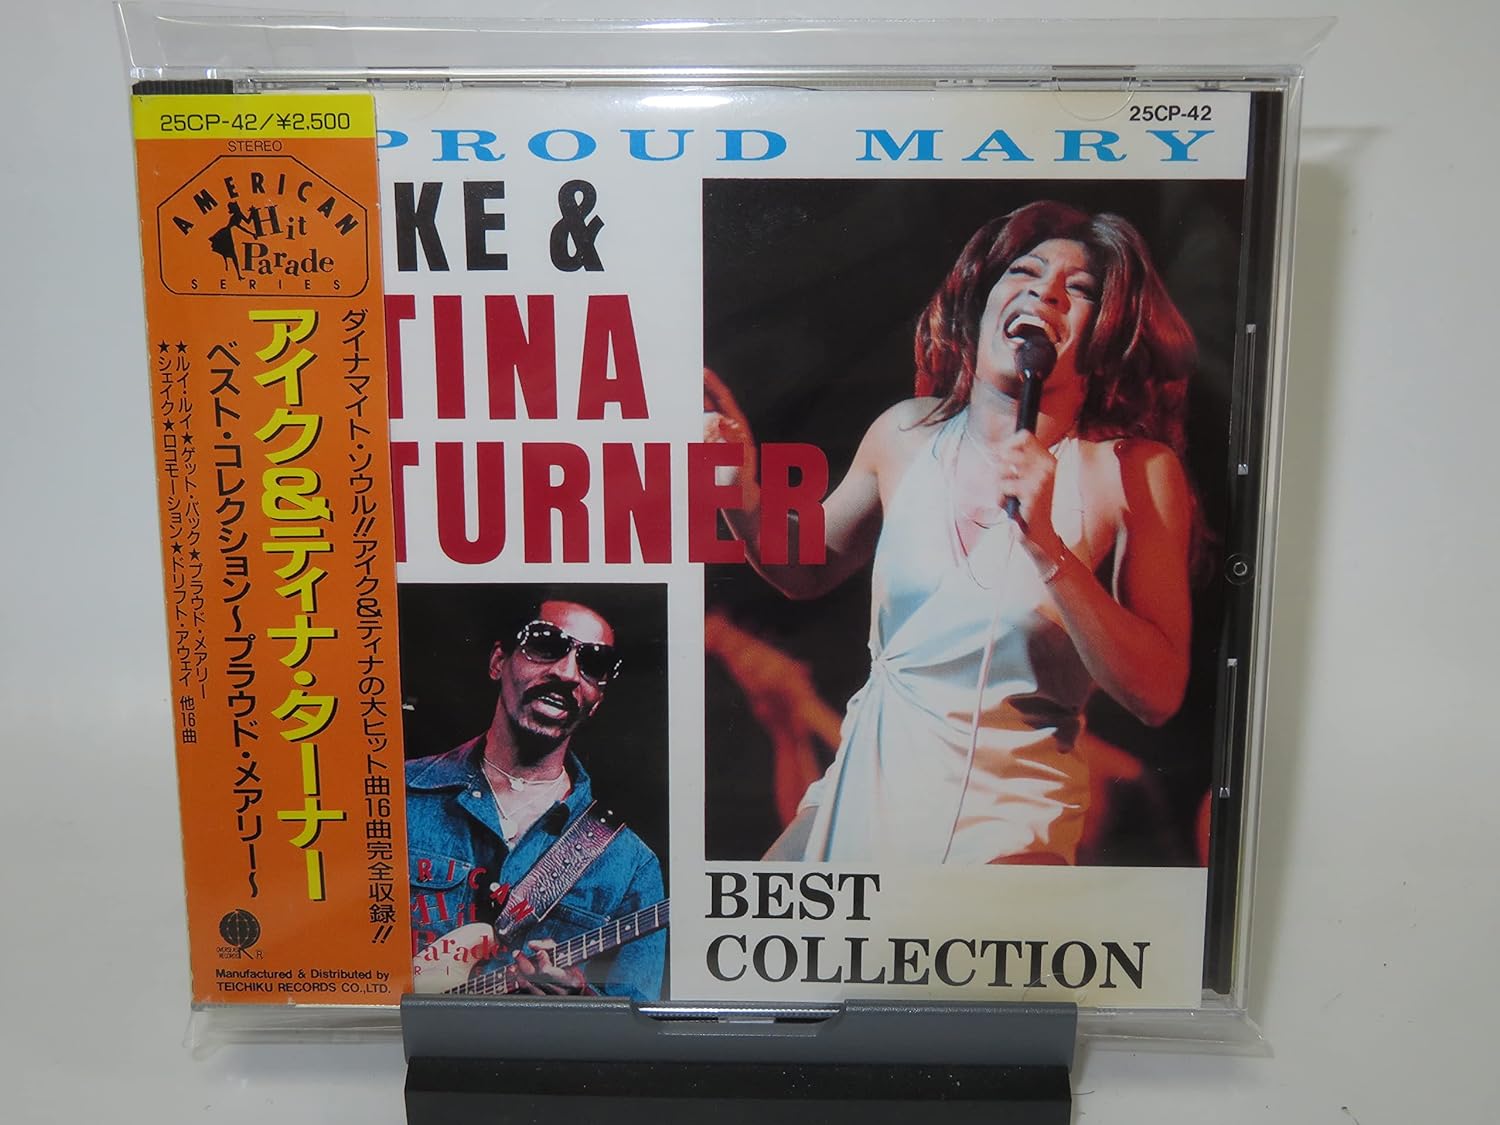 25CP-42/¥2,500
STEREO
AMERICAN
Hit
Parade
SERIES
ダイナマイト・ソウル!!アイク&ティナの大ヒット曲16曲完全収録!!
アイク&ティナ・ターナー
ベスト・コレクション〜プラウド・メアリー〜
★ルイ・ルイ★ゲット・バック★プラウド・メアリー
★シェイク★ロコモーション★ドリフト・アウェイ 他16曲
R
Manufactured & Distributed by
TEICHIKU RECORDS CO.,LTD.
25CP-42
PROUD MARY
KE &
TINA
TURNER
RICAN
Hit
Parade
BEST
COLLECTION